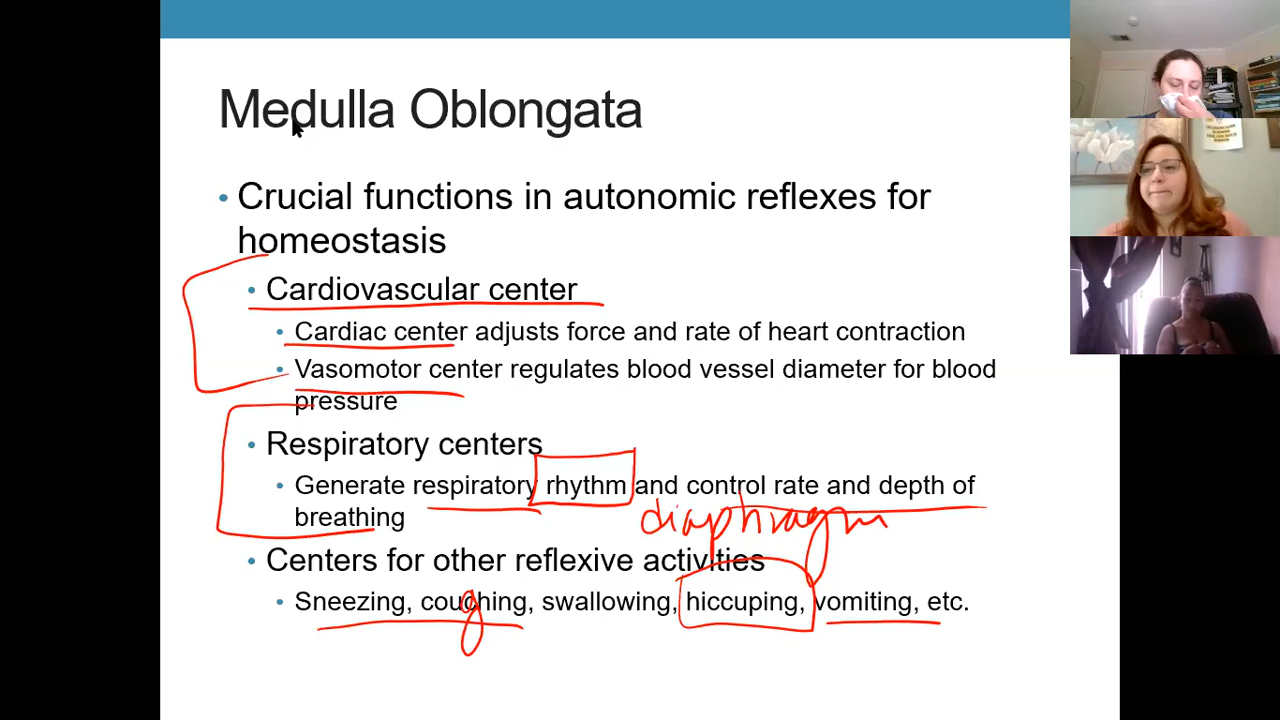 Medulla Oblongata
• Crucial functions in autonomic reflexes for
homeostasis
• Cardiovascular center
• Cardiac center adjusts force and rate of heart contraction
• Vasomotor center regulates blood vessel diameter for blood
pressure
• Respiratory centers
• Generate respiratory rhythm and control rate and depth of
breathing
diaphragm
• Centers for other reflexive activities
• Sneezing, coughing, swallowing, hiccuping, vomiting, etc.
g